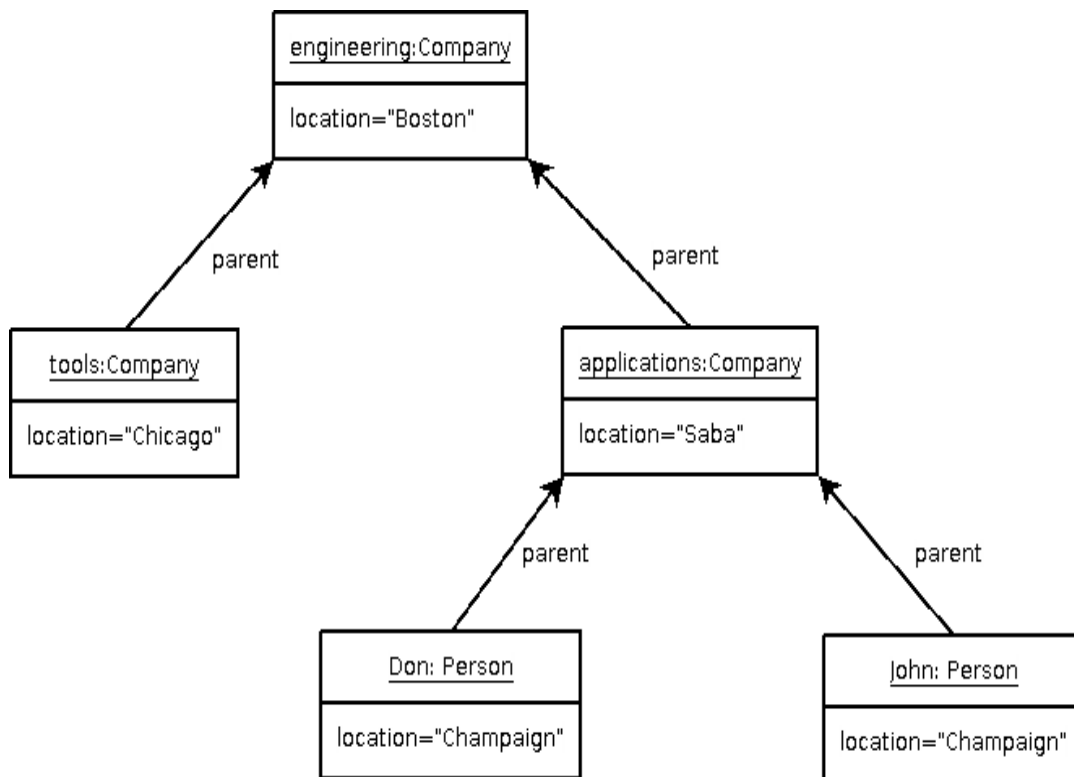 engineering:Company
location="Boston"
parent
parent
tools:Company
location="Chicago"
applications:Company
location="Saba"
parent
parent
Don: Person
location="Champaign"
John: Person
location="Champaign"